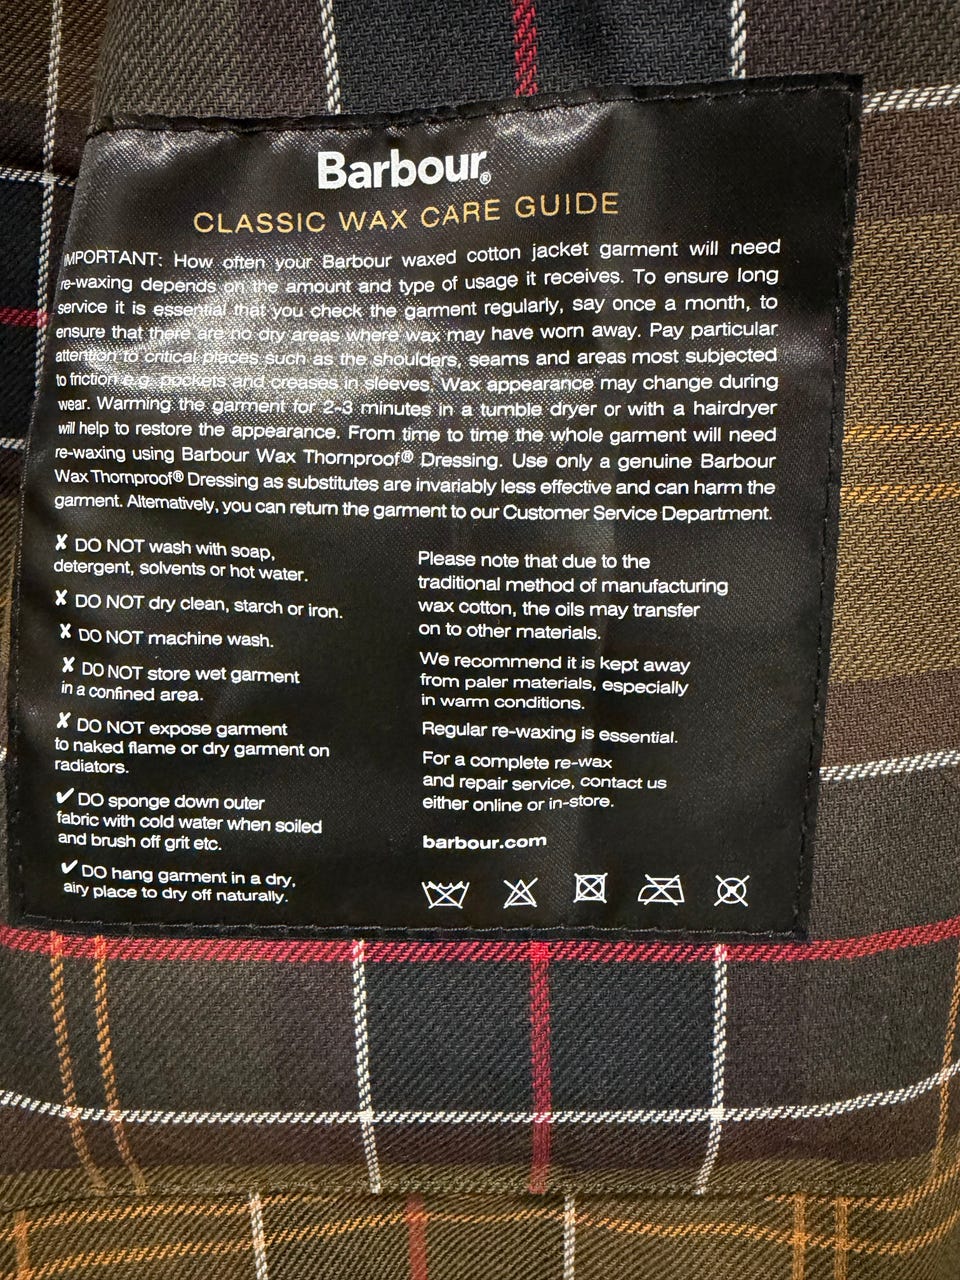 Barbour®
CLASSIC WAX CARE GUIDE
IMPORTANT: How often your Barbour waxed cotton jacket garment will need
re-waxing depends on the amount and type of usage it receives. To ensure long
service it is essential that you check the garment regularly, say once a month, to
ensure that there are no dry areas where wax may have worn away. Pay particular
attention to critical places such as the shoulders, seams and areas most subjected
to friction e.g. pockets and creases in sleeves. Wax appearance may change during
wear. Warming the garment for 2-3 minutes in a tumble dryer or with a hairdryer
will help to restore the appearance. From time to time the whole garment will need
re-waxing using Barbour Wax Thornproof® Dressing. Use only a genuine Barbour
Wax Thornproof® Dressing as substitutes are invariably less effective and can harm the
garment. Alternatively, you can return the garment to our Customer Service Department.
✘ DO NOT wash with soap,
detergent, solvents or hot water.
✘ DO NOT dry clean, starch or iron.
✘ DO NOT machine wash.
✘ DO NOT store wet garment
in a confined area.
✘ DO NOT expose garment
to naked flame or dry garment on
radiators.
✔ DO sponge down outer
fabric with cold water when soiled
and brush off grit etc.
✔ DO hang garment in a dry,
airy place to dry off naturally.
Please note that due to the
traditional method of manufacturing
wax cotton, the oils may transfer
on to other materials.
We recommend it is kept away
from paler materials, especially
in warm conditions.
Regular re-waxing is essential.
For a complete re-wax
and repair service, contact us
either online or in-store.
barbour.com